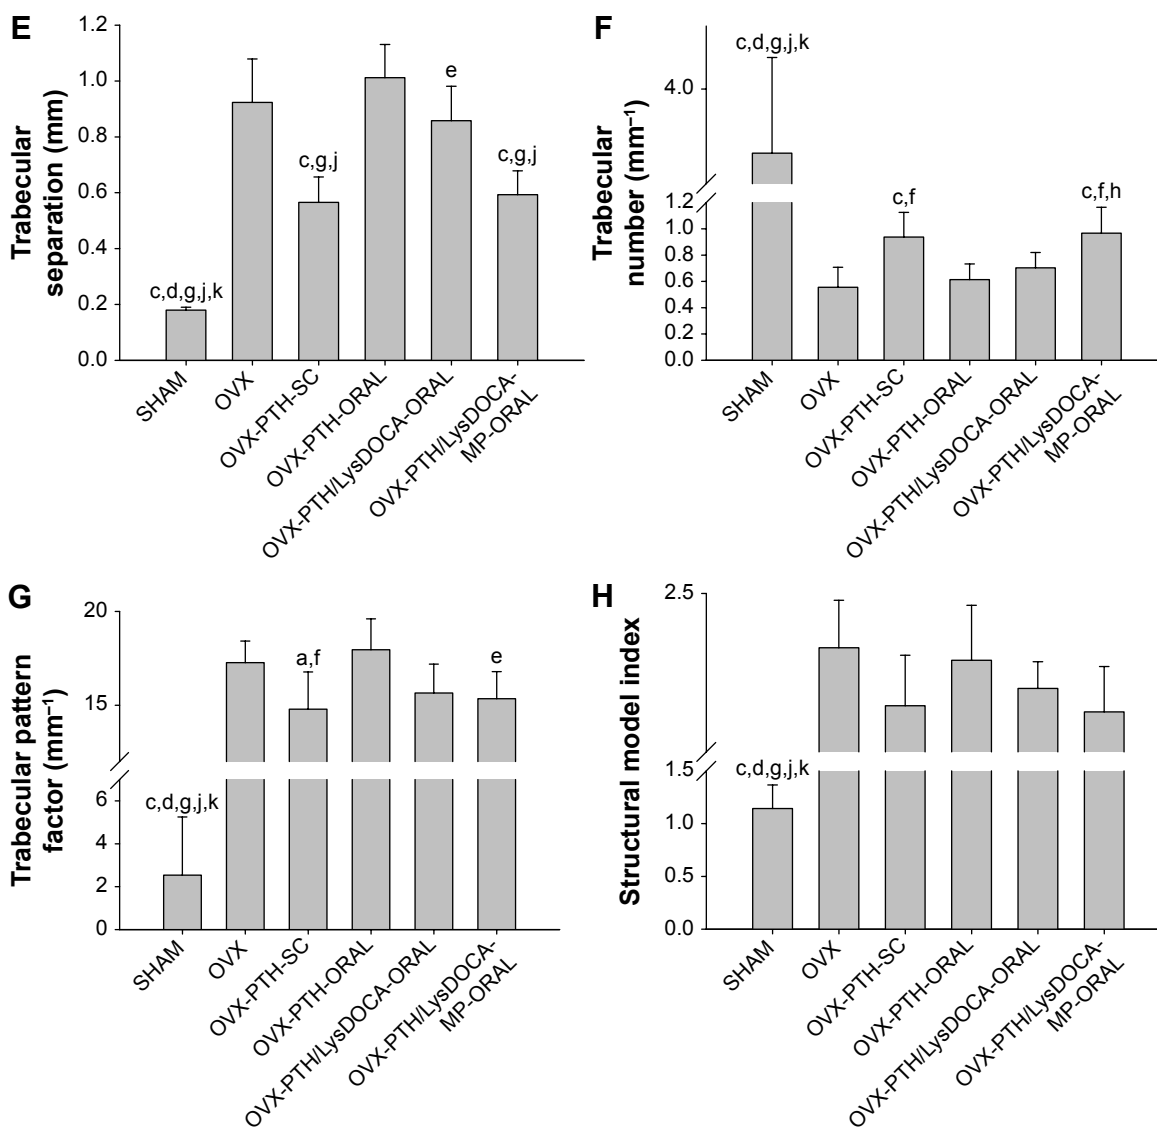 E
Trabecular
separation (mm)
1.2
1.0
0.8
0.6
0.4
0.2
0.0
c,d,g,j,k
c,g,j
e
c,g,j
SHAM
OVX
OVX-PTH-SC
OVX-PTH-ORAL
OVX-PTH/LysDOCA-ORAL
OVX-PTH/LysDOCA-
MP-ORAL
F
Trabecular
number (mm⁻¹)
4.0
1.2
1.0
0.8
0.6
0.4
0.2
0.0
c,d,g,j,k
c,f
c,f,h
SHAM
OVX
OVX-PTH-SC
OVX-PTH-ORAL
OVX-PTH/LysDOCA-ORAL
OVX-PTH/LysDOCA-
MP-ORAL
G
Trabecular pattern
factor (mm⁻¹)
20
15
6
4
2
0
c,d,g,j,k
a,f
e
SHAM
OVX
OVX-PTH-SC
OVX-PTH-ORAL
OVX-PTH/LysDOCA-ORAL
OVX-PTH/LysDOCA-
MP-ORAL
H
Structural model index
2.5
1.5
1.0
0.5
0.0
c,d,g,j,k
SHAM
OVX
OVX-PTH-SC
OVX-PTH-ORAL
OVX-PTH/LysDOCA-ORAL
OVX-PTH/LysDOCA-
MP-ORAL